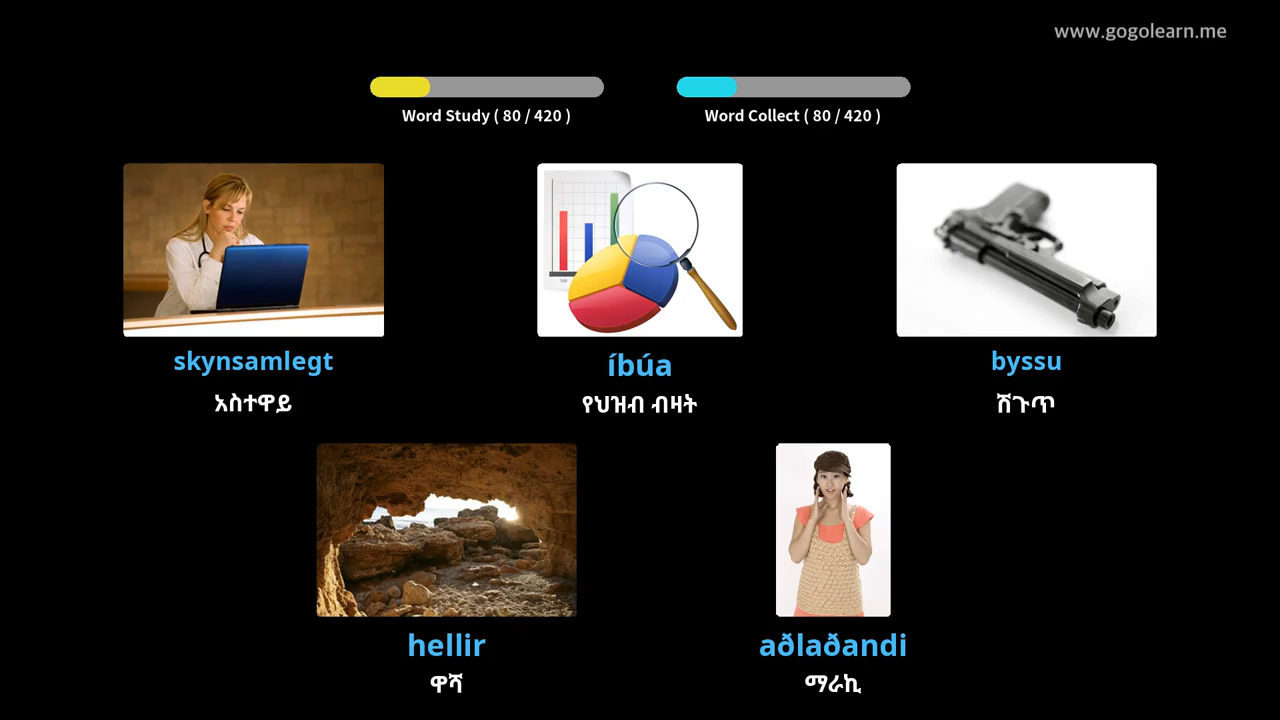 www.gogolearn.me
Word Study ( 80 / 420 )
Word Collect ( 80 / 420 )
skynsamlegt
አስተዋይ
íbúa
የህዝብ ብዛት
byssu
ሽጉጥ
hellir
ዋሻ
aðlaðandi
ማራኪ